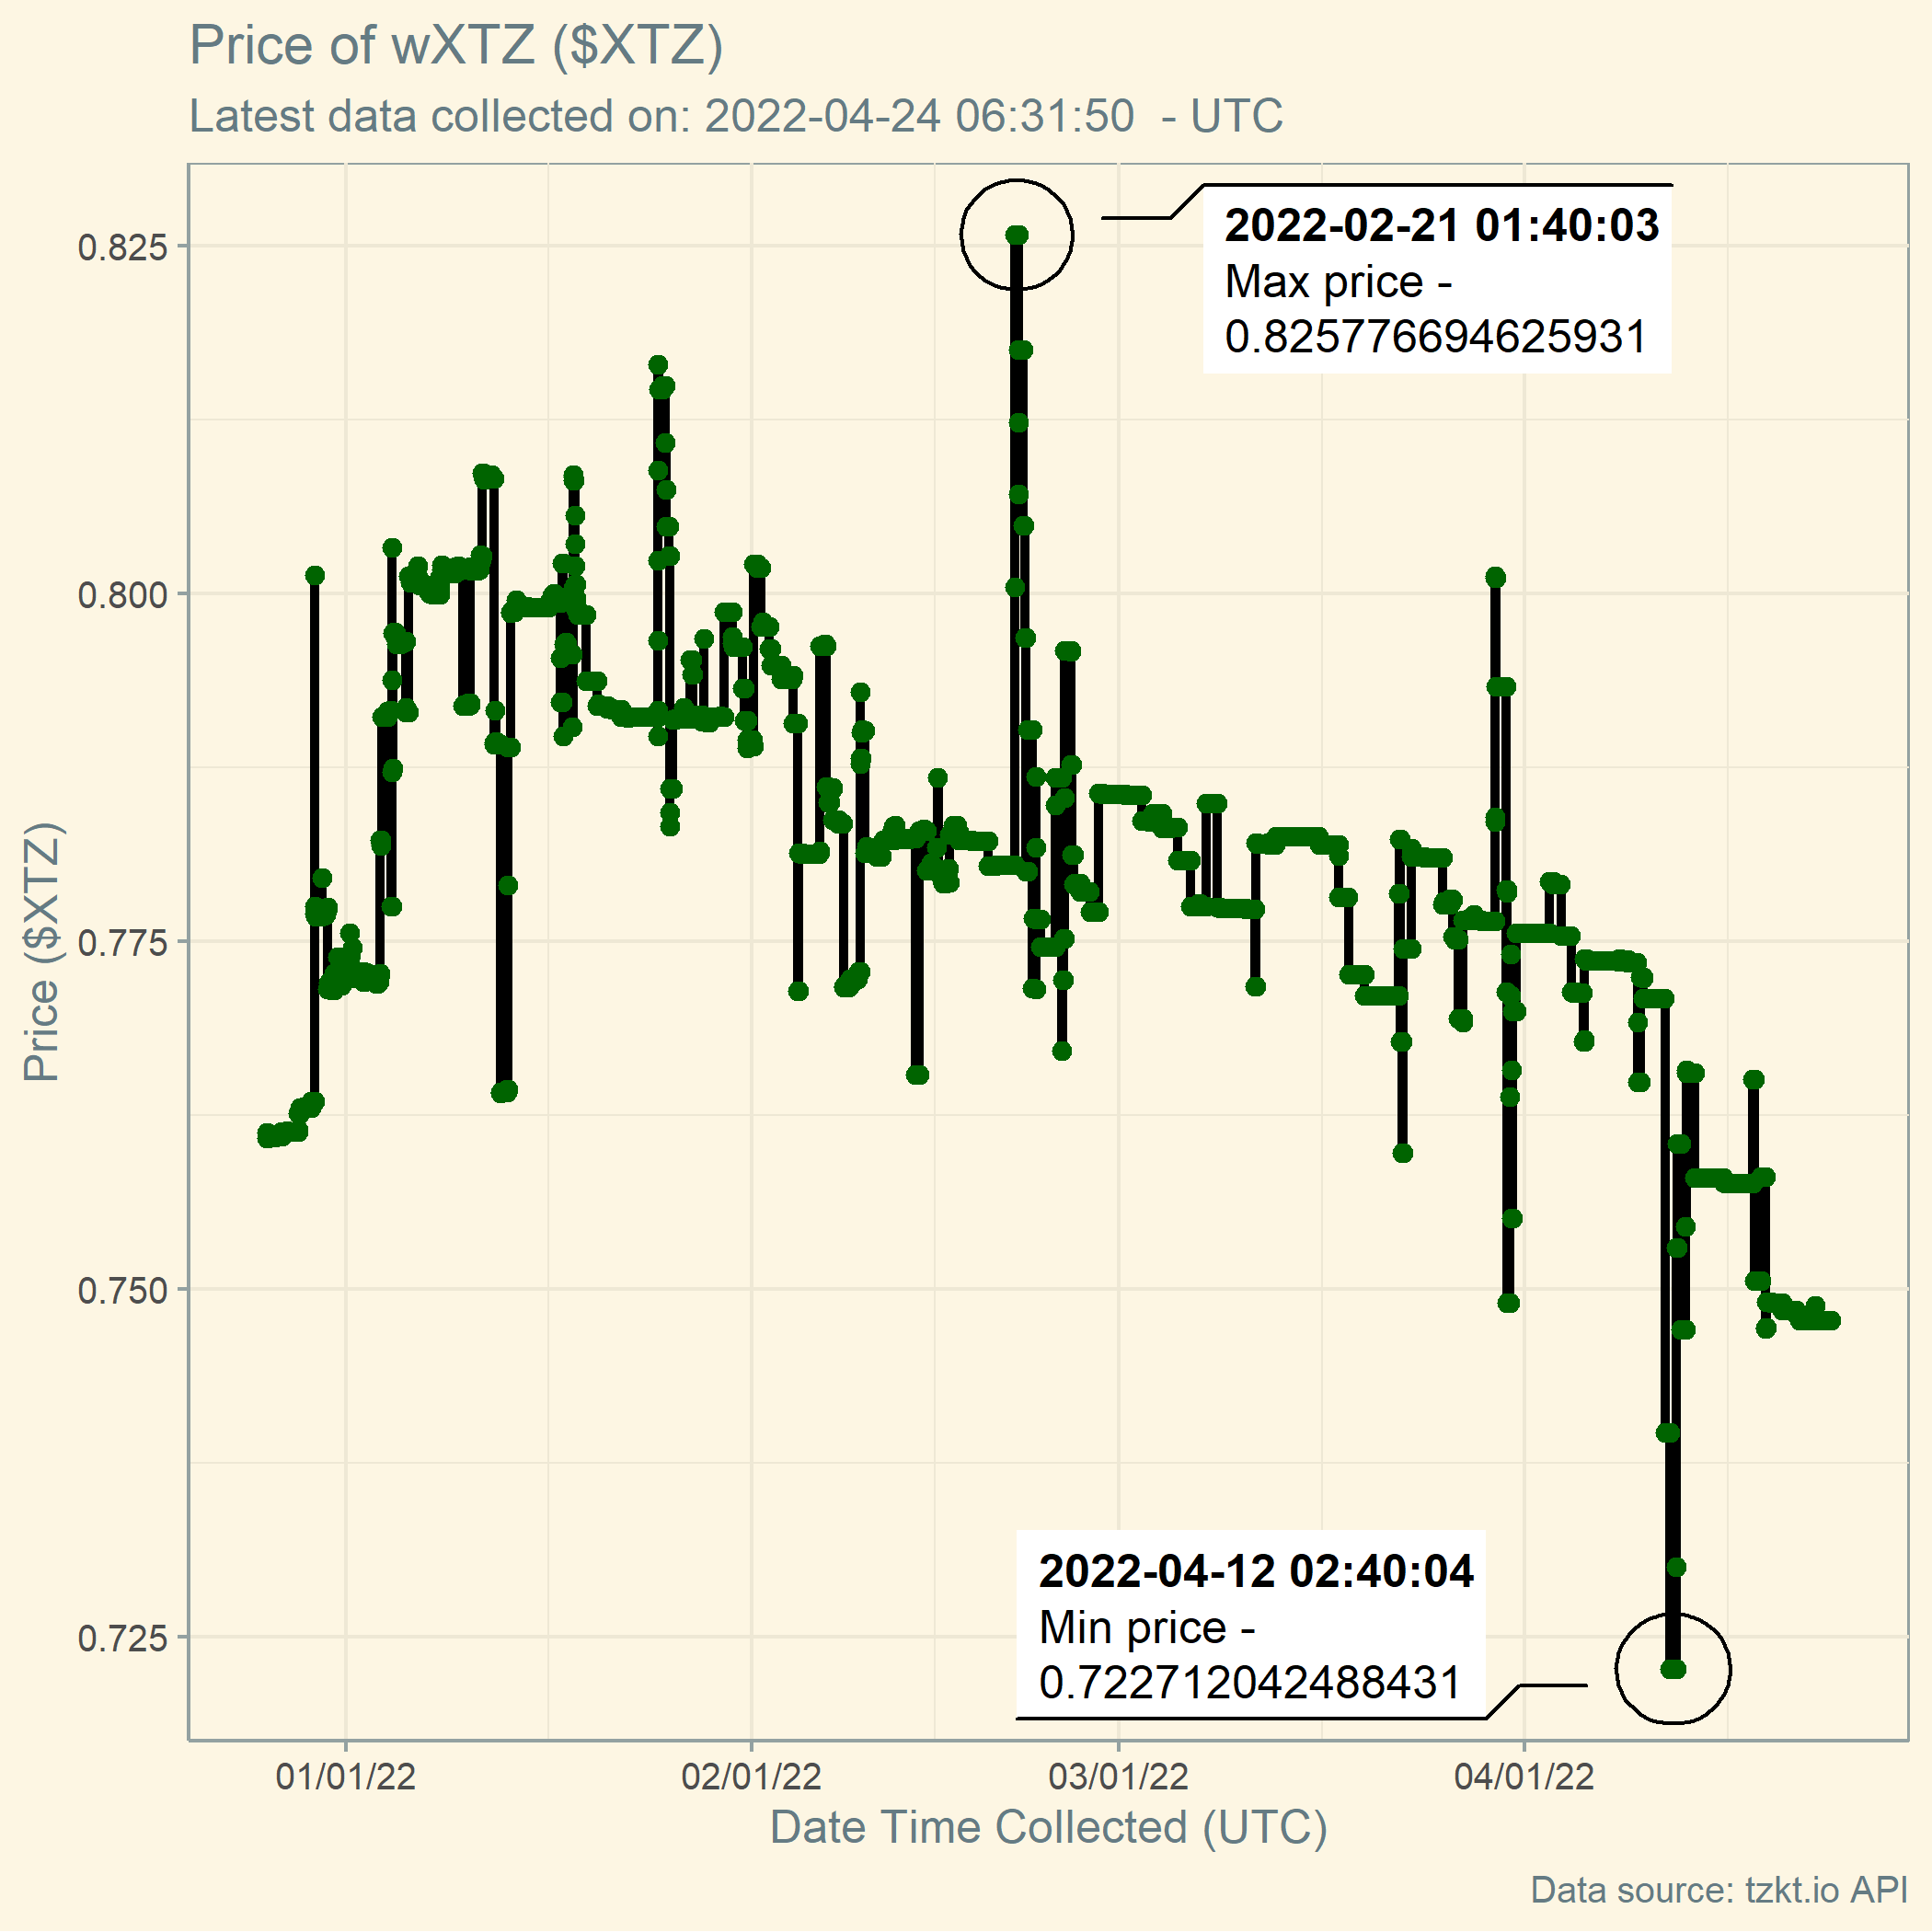 Price of wXTZ ($XTZ)
Latest data collected on: 2022-04-24 06:31:50  - UTC
2022-02-21 01:40:03
Max price -
0.825776694625931
0.825
0.800
0.775
0.750
0.725
Price ($XTZ)
2022-04-12 02:40:04
Min price -
0.722712042488431
01/01/22
02/01/22
03/01/22
04/01/22
Date Time Collected (UTC)
Data source: tzkt.io API